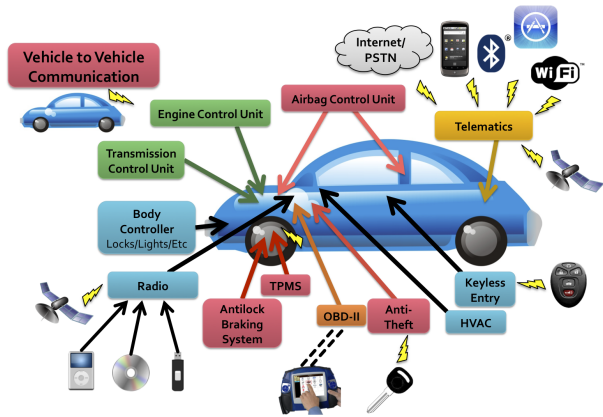 Vehicle to Vehicle
Communication
Internet/
PSTN
®
WiFi™
Engine Control Unit
Airbag Control Unit
Telematics
Transmission
Control Unit
Body
Controller
Locks/Lights/Etc
Radio
TPMS
Antilock
Braking
System
OBD-II
Anti-
Theft
Keyless
Entry
HVAC